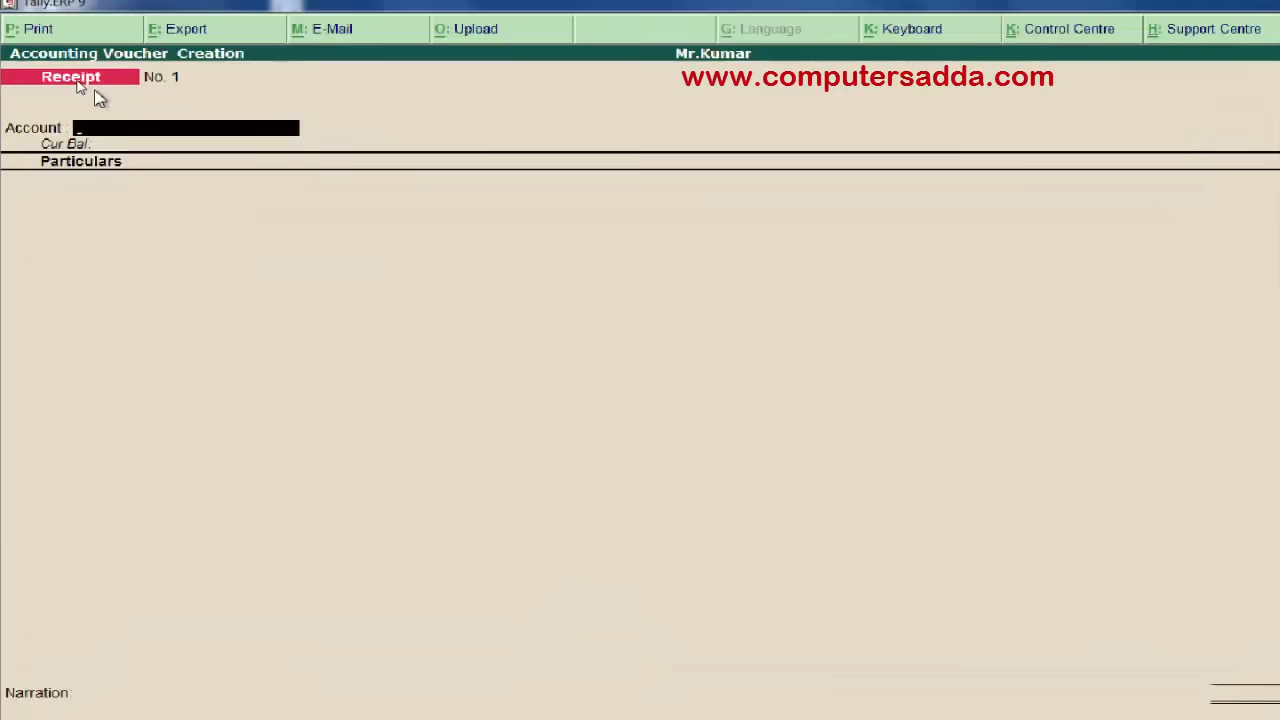 Tally.ERP 9
P: Print E: Export M: E-Mail O: Upload G: Language K: Keyboard K: Control Centre H: Support Centre
Accounting Voucher Creation Mr.Kumar
Receipt No. 1 www.computersadda.com
Account :
Cur Bal:
Particulars
Narration: